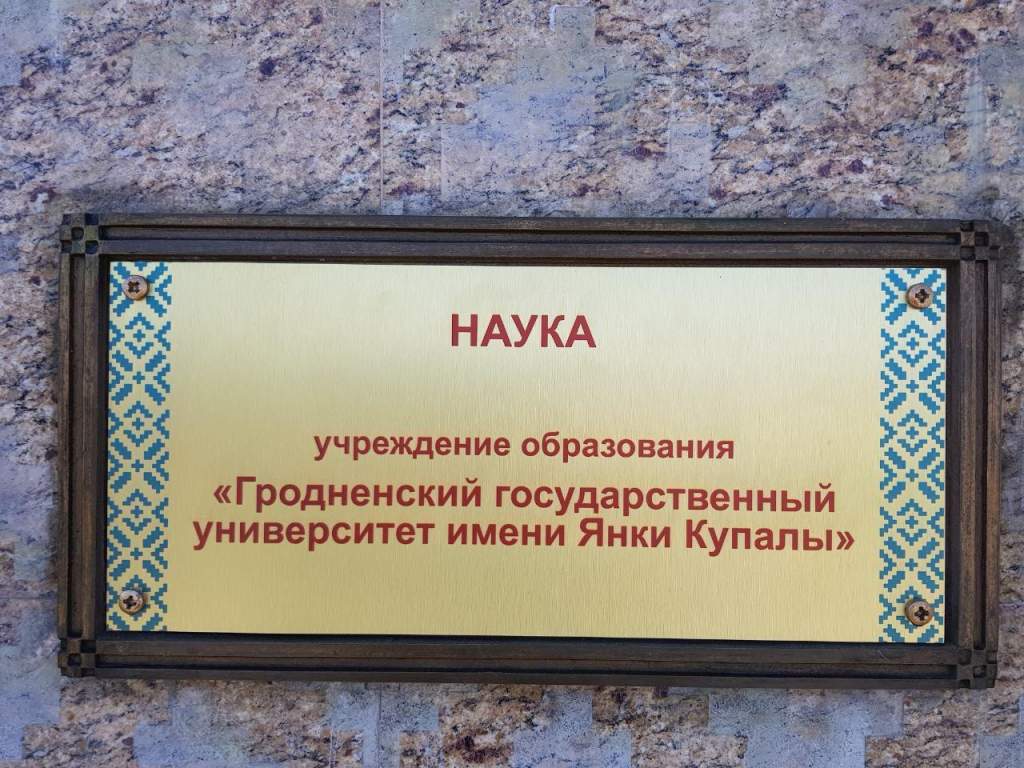 НАУКА
учреждение образования
«Гродненский государственный
университет имени Янки Купалы»